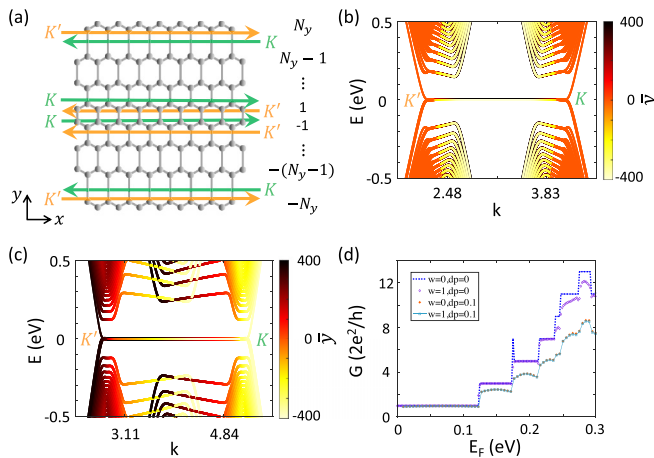 (a)
K′
N_y
K
N_y − 1
⋮
K
1
K′
K
-1
K′
⋮
−(N_y−1)
K′
K
−N_y
y
x
(b)
0.5
400
E (eV)
0
K′
K
0
ȳ
-0.5
-400
2.48
3.83
k
(c)
0.5
400
E (eV)
0
K′
K
0
ȳ
-0.5
-400
3.11
4.84
k
(d)
12
w=0,dp=0
w=1,dp=0
w=0,dp=0.1
w=1,dp=0.1
8
G (2e²/h)
4
0
0
0.1
0.2
0.3
E_F (eV)